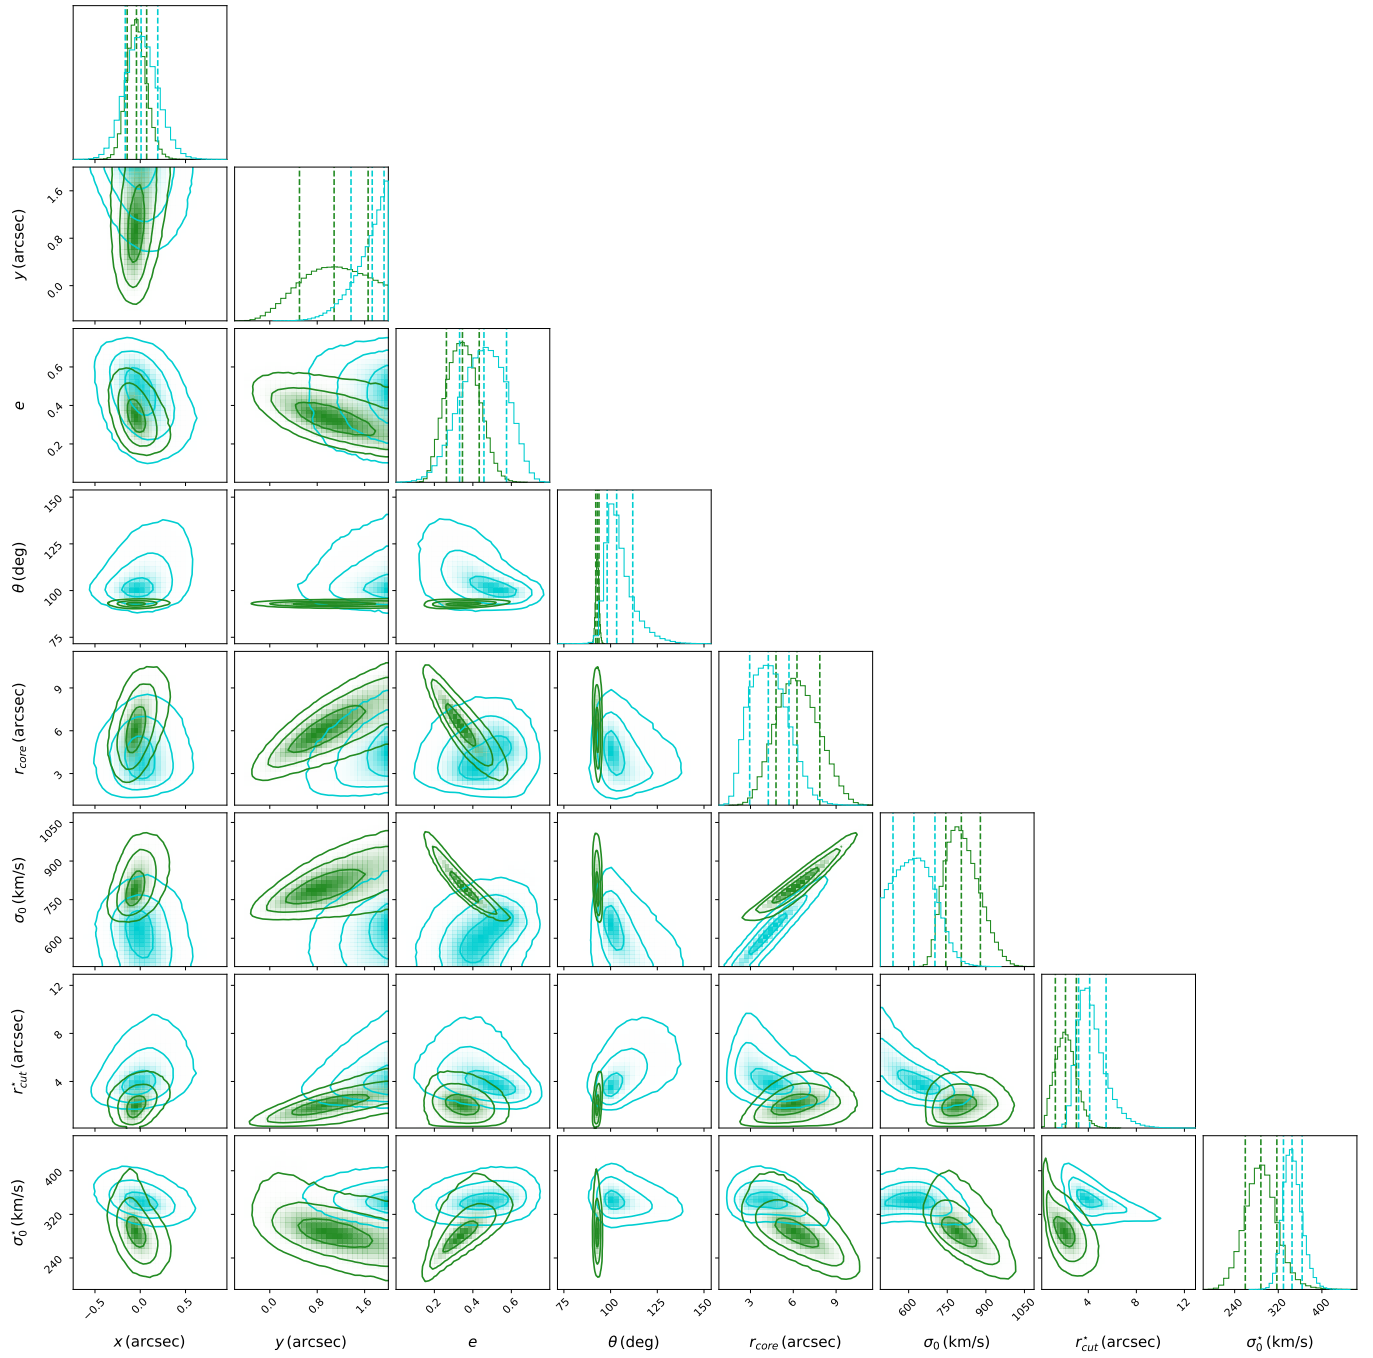 1.6
0.8
0.0
y (arcsec)
0.6
0.4
0.2
e
150
125
100
75
θ (deg)
9
6
3
r_core (arcsec)
1050
900
750
600
σ_0 (km/s)
12
8
4
r*_cut (arcsec)
400
320
240
σ*_0 (km/s)
−0.5 0.0 0.5
0.0 0.8 1.6
0.2 0.4 0.6
75 100 125 150
3 6 9
600 750 900 1050
4 8 12
240 320 400
x (arcsec) y (arcsec) e θ (deg) r_core (arcsec) σ_0 (km/s) r*_cut (arcsec) σ*_0 (km/s)